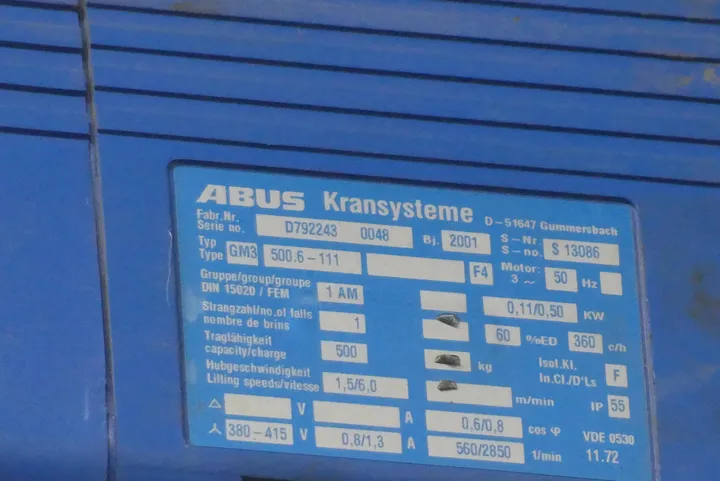 ABUS Kransysteme D-51647 Gummersbach
Fabr.Nr. Serie no. D792243 0048 Bj. 2001 S-Nr. S-no. S 13086
Typ Type GM3 500.6-111 F4 Motor: 3 ~ 50 Hz
Gruppe/group/groupe DIN 15020 / FEM 1 AM 0,11/0,50 KW
Strangzahl/no.of falls nombre de brins 1 60 %ED 360 c/h
Traglähigkeit capacity/charge 500 kg Isol.Kl. In.Cl./D'Ls F
Hubgeschwindigkeit Lilting speeds/vitesse 1,5/6,0 m/min IP 55
△ V A 0,6/0,8 cos φ VDE 0530
⅄ 380-415 V 0,8/1,3 A 560/2850 1/min 11.72